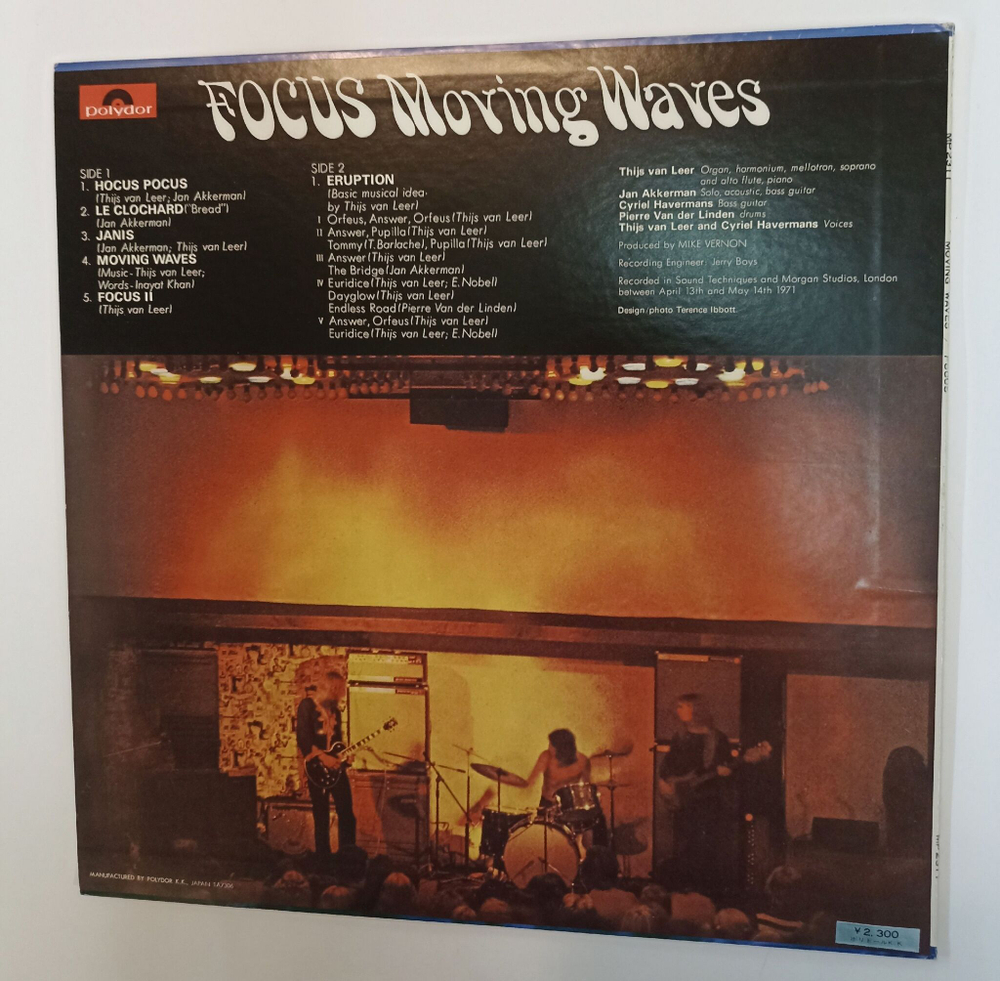 polydor
FOCUS Moving Waves
SIDE 1
1. HOCUS POCUS
(Thijs van Leer; Jan Akkerman)
2. LE CLOCHARD ("Bread")
(Jan Akkerman)
3. JANIS
(Jan Akkerman; Thijs van Leer)
4. MOVING WAVES
(Music-Thijs van Leer;
Words-Inayat Khan)
5. FOCUS II
(Thijs van Leer)
SIDE 2
1. ERUPTION
(Basic musical idea-
by Thijs van Leer)
I Orfeus, Answer, Orfeus (Thijs van Leer)
II Answer, Pupilla (Thijs van Leer)
Tommy (T. Barlache), Pupilla (Thijs van Leer)
III Answer (Thijs van Leer)
The Bridge (Jan Akkerman)
IV Euridice (Thijs van Leer; E. Nobel)
Dayglow (Thijs van Leer)
Endless Road (Pierre Van der Linden)
V Answer, Orfeus (Thijs van Leer)
Euridice (Thijs van Leer; E. Nobel)
Thijs van Leer Organ, harmonium, mellotron, soprano
and alto flute, piano
Jan Akkerman Solo, acoustic, bass guitar
Cyriel Havermans Bass guitar
Pierre Van der Linden drums
Thijs van Leer and Cyriel Havermans Voices
Produced by MIKE VERNON
Recording Engineer: Jerry Boys
Recorded in Sound Techniques and Morgan Studios, London
between April 13th and May 14th 1971
Design/photo Terence Ibbott
MANUFACTURED BY POLYDOR K.K., JAPAN
¥2,300
MOVING WAVES / FOCUS